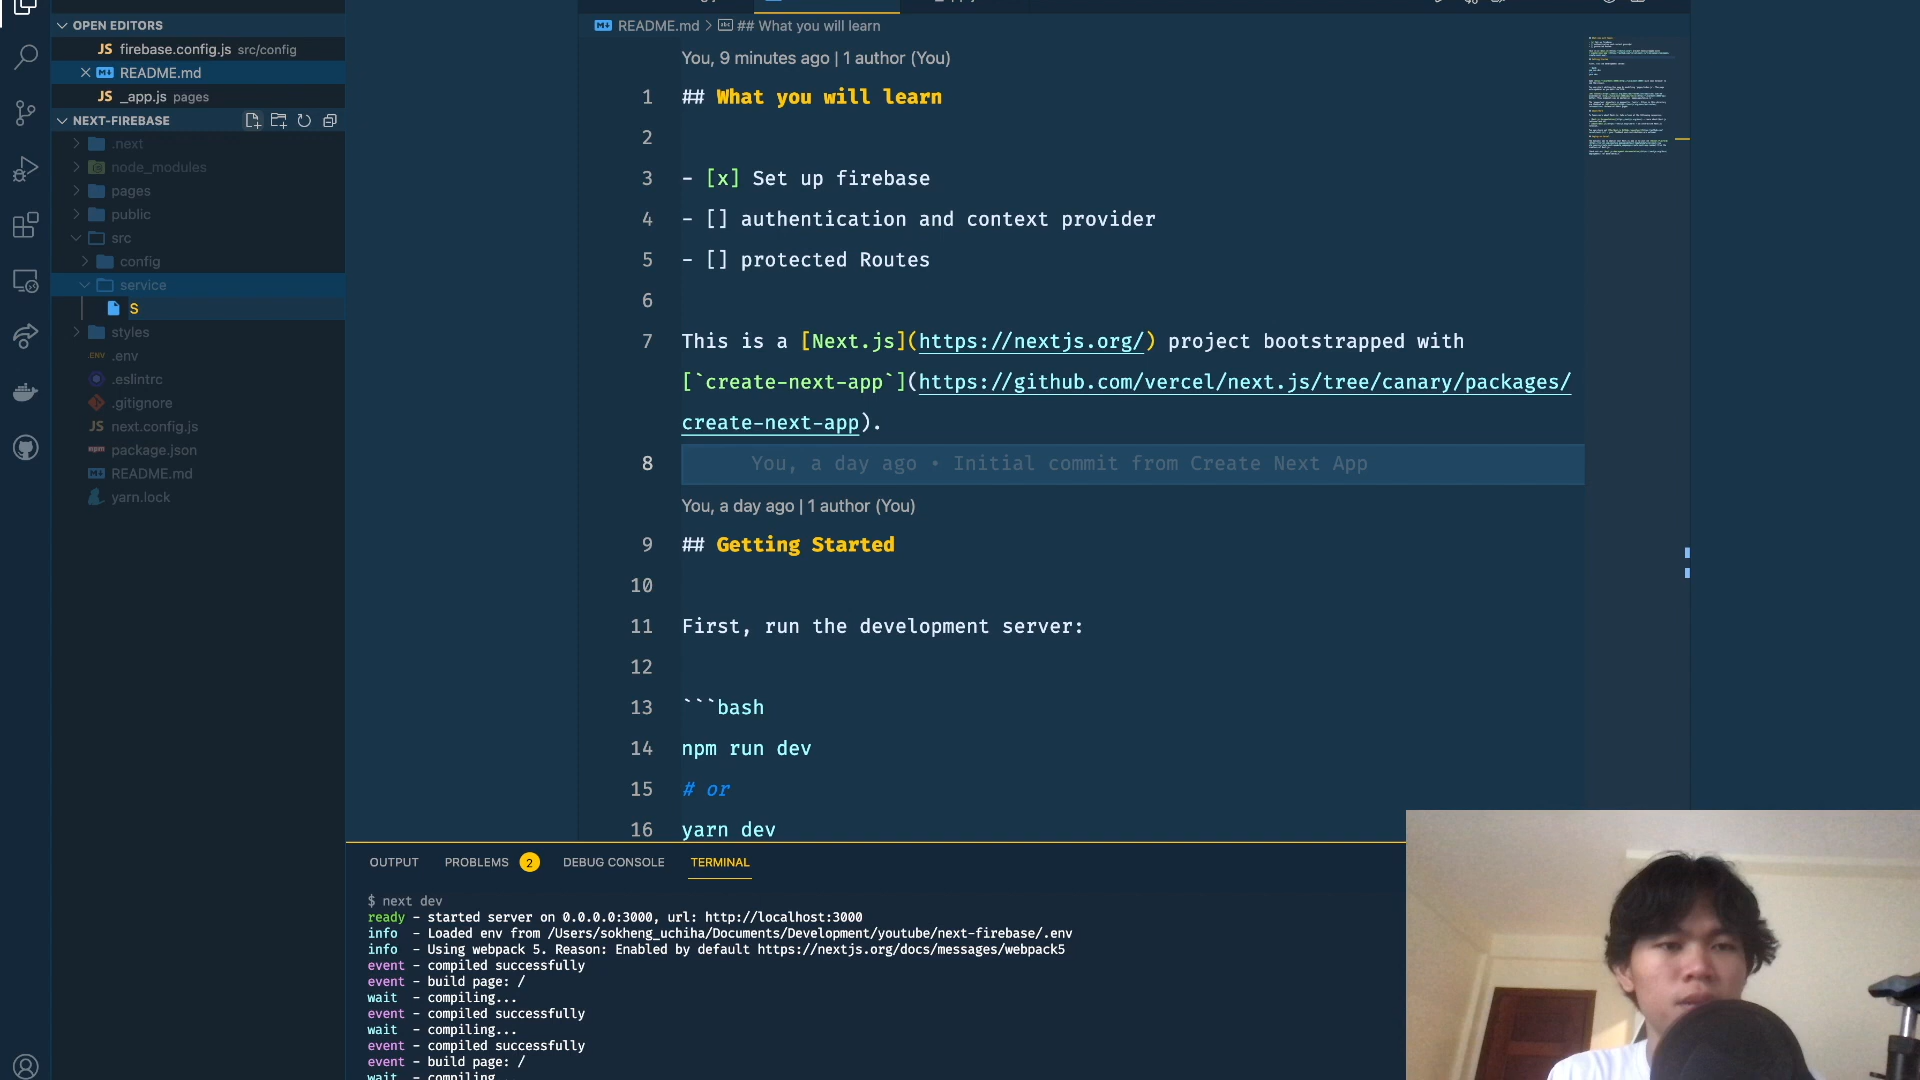 OPEN EDITORS
JS firebase.config.js src/config
README.md
JS _app.js pages
NEXT-FIREBASE
.next
node_modules
pages
public
src
config
service
S
styles
.ENV .env
.eslintrc
.gitignore
JS next.config.js
npm package.json
README.md
yarn.lock
README.md > ## What you will learn
You, 9 minutes ago | 1 author (You)
1 ## What you will learn
2
3 - [x] Set up firebase
4 - [] authentication and context provider
5 - [] protected Routes
6
7 This is a [Next.js](https://nextjs.org/) project bootstrapped with
[`create-next-app`](https://github.com/vercel/next.js/tree/canary/packages/
create-next-app).
8 You, a day ago • Initial commit from Create Next App
You, a day ago | 1 author (You)
9 ## Getting Started
10
11 First, run the development server:
12
13 ```bash
14 npm run dev
15 # or
16 yarn dev
OUTPUT PROBLEMS 2 DEBUG CONSOLE TERMINAL
$ next dev
ready - started server on 0.0.0.0:3000, url: http://localhost:3000
info - Loaded env from /Users/sokheng_uchiha/Documents/Development/youtube/next-firebase/.env
info - Using webpack 5. Reason: Enabled by default https://nextjs.org/docs/messages/webpack5
event - compiled successfully
event - build page: /
wait - compiling...
event - compiled successfully
wait - compiling...
event - compiled successfully
event - build page: /
wait - compiling...